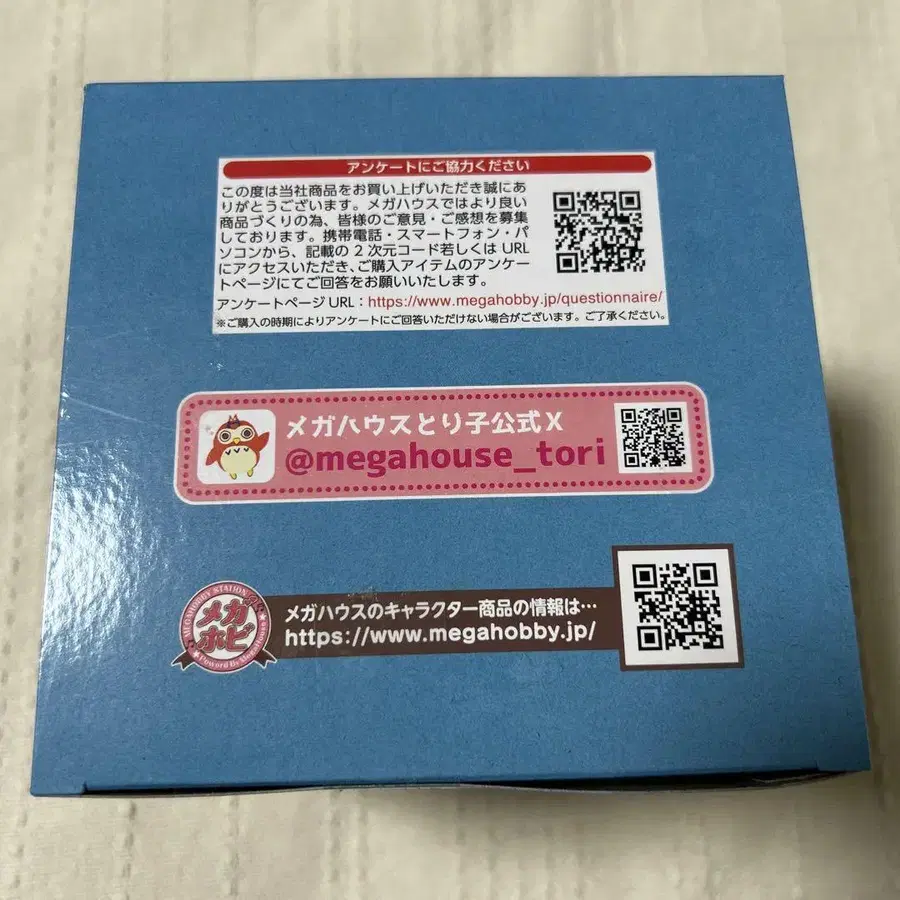 アンケートにご協力ください
この度は当社商品をお買い上げいただき誠にあ
りがとうございます。メガハウスではより良い
商品づくりの為、皆様のご意見・ご感想を募集
しております。携帯電話・スマートフォン・パ
ソコンから、記載の2次元コード若しくは URL
にアクセスいただき、ご購入アイテムのアンケー
トページにてご回答をお願いいたします。
アンケートページ URL：https://www.megahobby.jp/questionnaire/
※ご購入の時期によりアンケートにご回答いただけない場合がございます。ご了承ください。
メガハウスとり子公式X
@megahouse_tori
MEGAHOBBY STATION
メガ
ホビ
Powered By MegaHouse
メガハウスのキャラクター商品の情報は…
https://www.megahobby.jp/